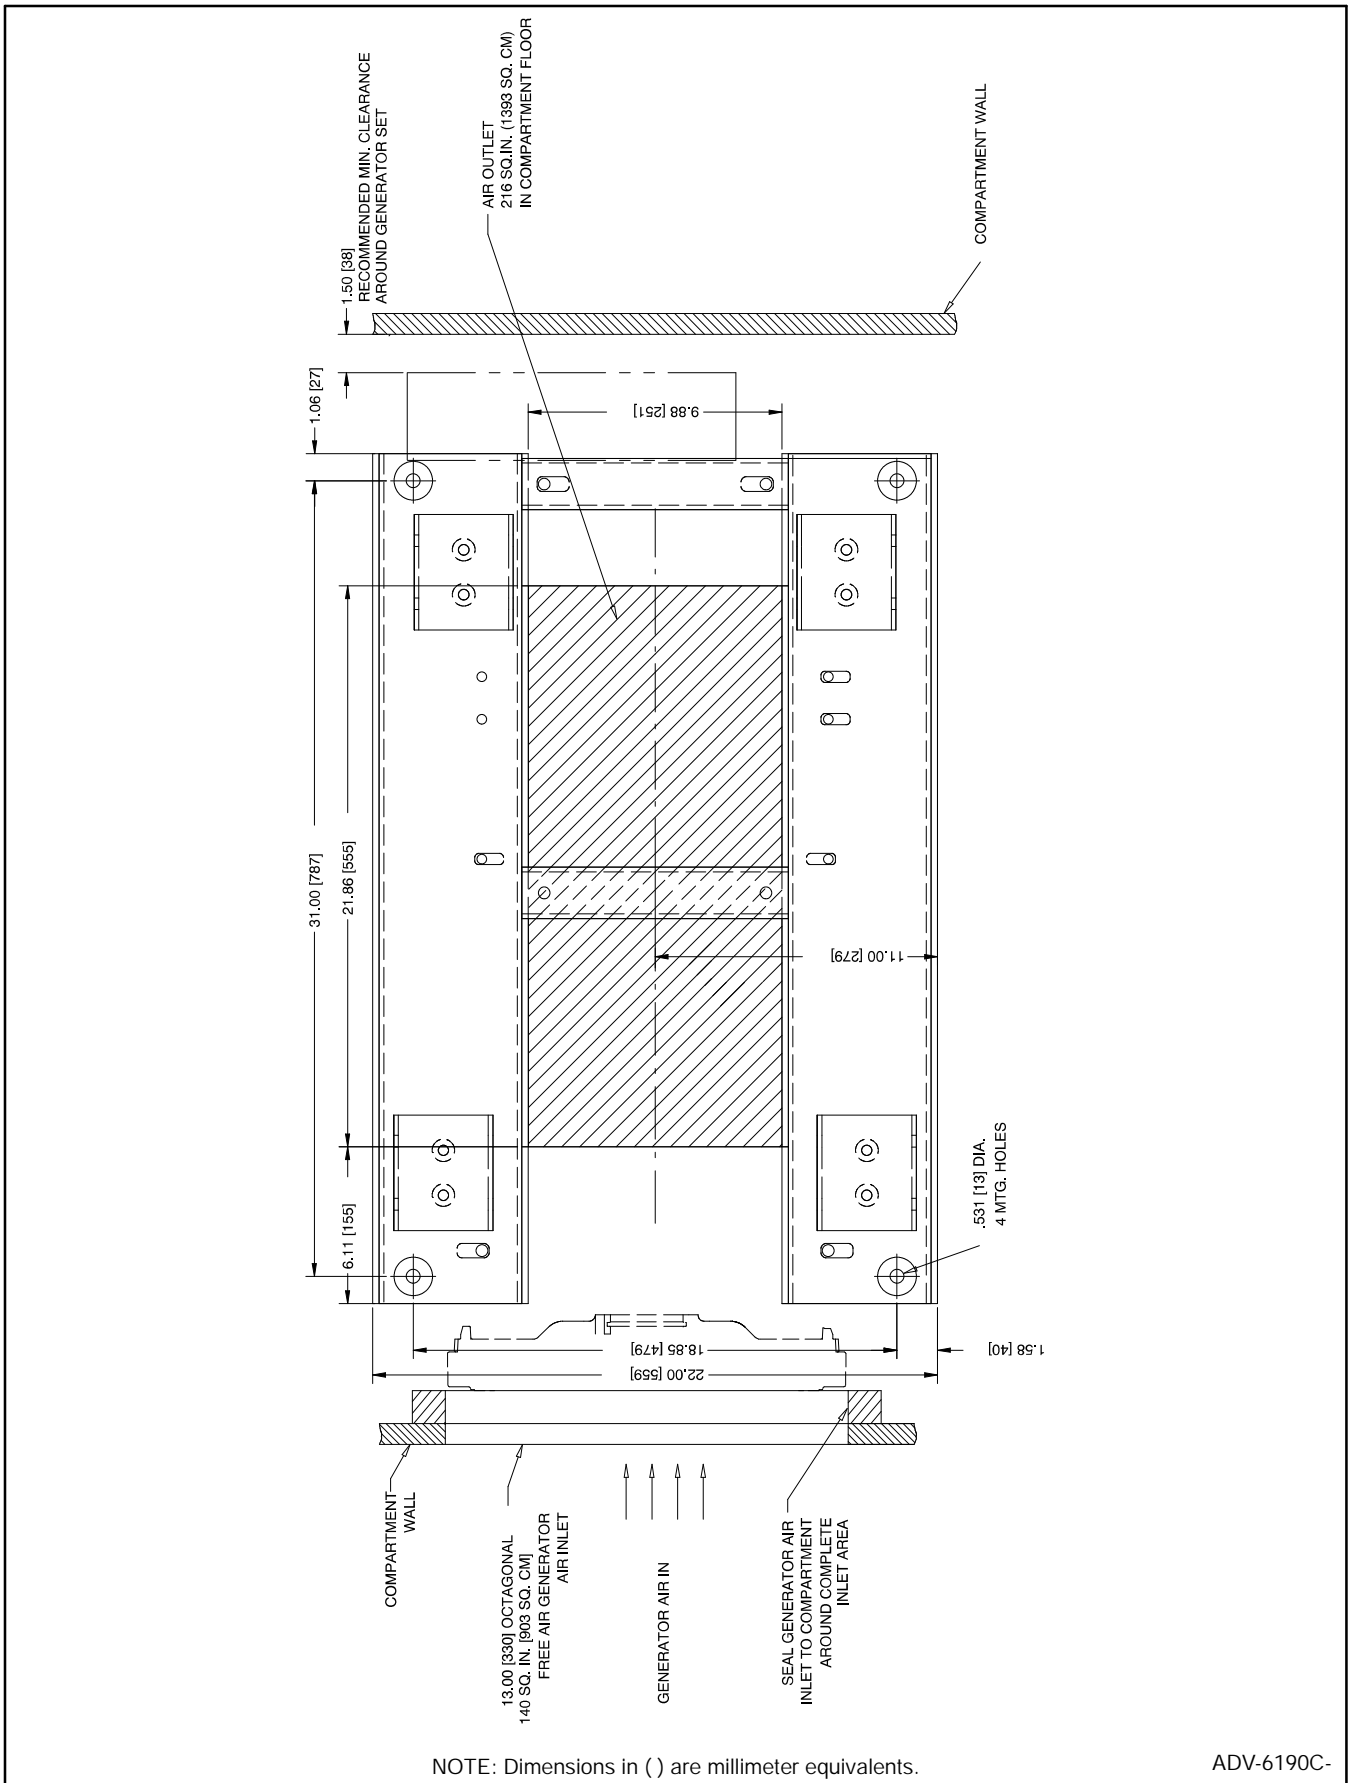 1.50 [38]
RECOMMENDED MIN. CLEARANCE
AROUND GENERATOR SET
AIR OUTLET
216 SQ.IN. (1393 SQ. CM)
IN COMPARTMENT FLOOR
COMPARTMENT WALL
1.06 [27]
9.88 [251]
31.00 [787]
21.86 [555]
11.00 [279]
6.11 [155]
.531 [13] DIA.
4 MTG. HOLES
18.85 [479]
22.00 [559]
1.58 [40]
COMPARTMENT
WALL
13.00 [330] OCTAGONAL
140 SQ. IN. [903 SQ. CM]
FREE AIR GENERATOR
AIR INLET
GENERATOR AIR IN
SEAL GENERATOR AIR
INLET TO COMPARTMENT
AROUND COMPLETE
INLET AREA
NOTE: Dimensions in ( ) are millimeter equivalents.
ADV-6190C-